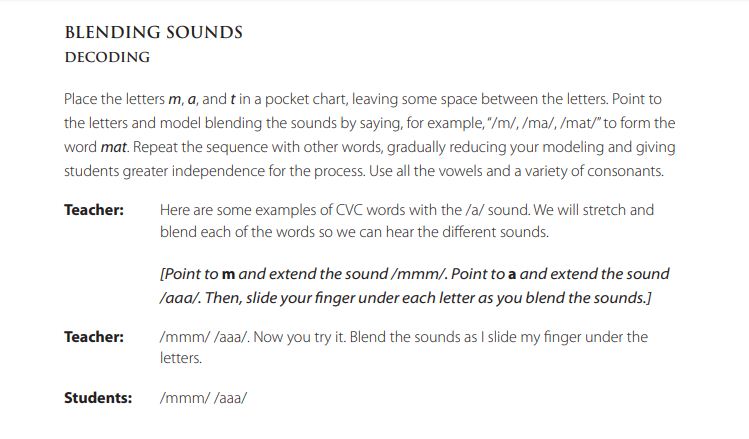 BLENDING SOUNDS
DECODING
Place the letters m, a, and t in a pocket chart, leaving some space between the letters. Point to
the letters and model blending the sounds by saying, for example, “/m/, /ma/, /mat/” to form the
word mat. Repeat the sequence with other words, gradually reducing your modeling and giving
students greater independence for the process. Use all the vowels and a variety of consonants.
Teacher: Here are some examples of CVC words with the /a/ sound. We will stretch and
blend each of the words so we can hear the different sounds.
[Point to m and extend the sound /mmm/. Point to a and extend the sound
/aaa/. Then, slide your finger under each letter as you blend the sounds.]
Teacher: /mmm/ /aaa/. Now you try it. Blend the sounds as I slide my finger under the
letters.
Students: /mmm/ /aaa/